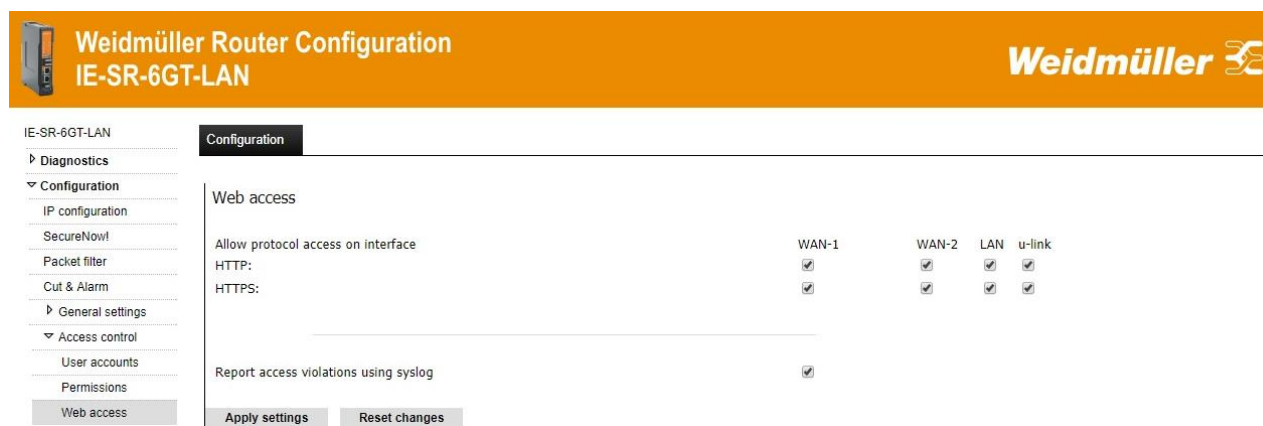 Weidmüller Router Configuration
IE-SR-6GT-LAN
Weidmüller
IE-SR-6GT-LAN
Diagnostics
Configuration
IP configuration
SecureNow!
Packet filter
Cut & Alarm
General settings
Access control
User accounts
Permissions
Web access
Configuration
Web access
Allow protocol access on interface WAN-1 WAN-2 LAN u-link
HTTP:
HTTPS:
Report access violations using syslog
Apply settings Reset changes